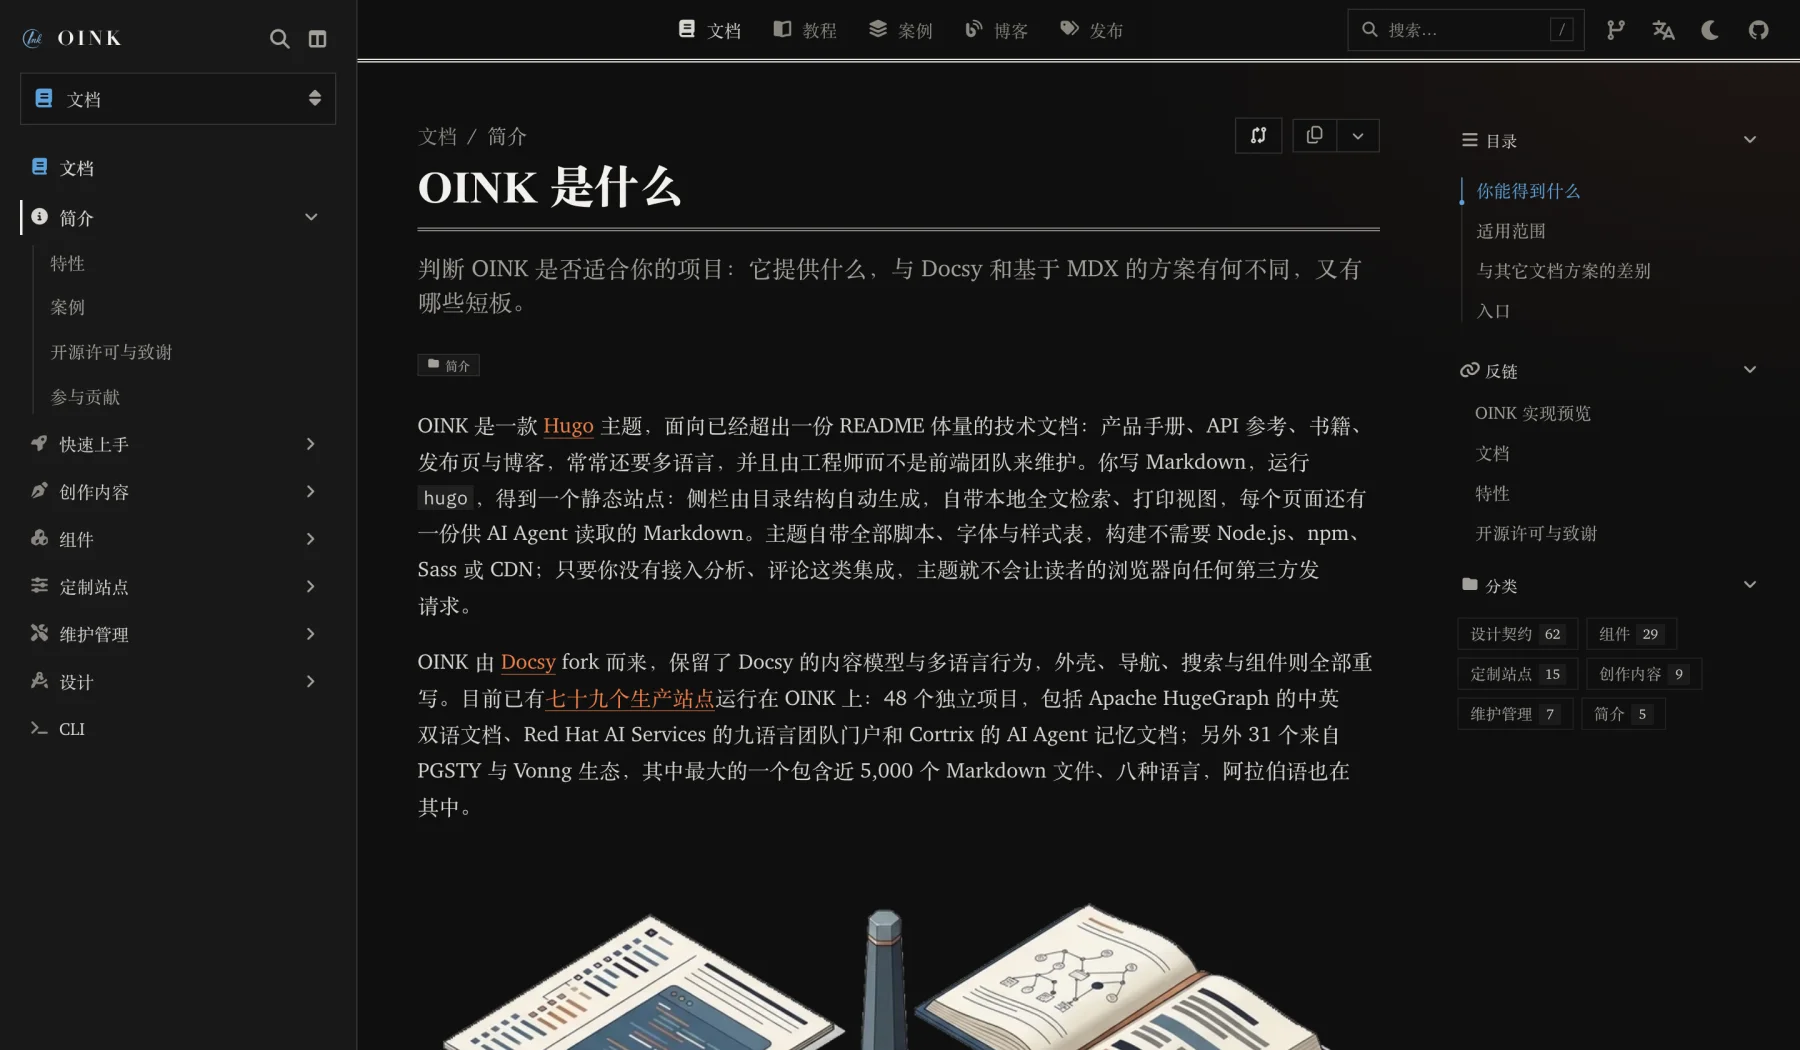 OINK
文档
文档
简介
特性
案例
开源许可与致谢
参与贡献
快速上手
创作内容
组件
定制站点
维护管理
设计
CLI
文档 教程 案例 博客 发布
搜索... /
文档 / 简介
OINK 是什么
判断 OINK 是否适合你的项目：它提供什么，与 Docsy 和基于 MDX 的方案有何不同，又有
哪些短板。
简介
OINK 是一款 Hugo 主题，面向已经超出一份 README 体量的技术文档：产品手册、API 参考、书籍、
发布页与博客，常常还要多语言，并且由工程师而不是前端团队来维护。你写 Markdown，运行
hugo，得到一个静态站点：侧栏由目录结构自动生成，自带本地全文检索、打印视图，每个页面还有
一份供 AI Agent 读取的 Markdown。主题自带全部脚本、字体与样式表，构建不需要 Node.js、npm、
Sass 或 CDN；只要你没有接入分析、评论这类集成，主题就不会让读者的浏览器向任何第三方发
请求。
OINK 由 Docsy fork 而来，保留了 Docsy 的内容模型与多语言行为，外壳、导航、搜索与组件则全部重
写。目前已有七十九个生产站点运行在 OINK 上：48 个独立项目，包括 Apache HugeGraph 的中英
双语文档、Red Hat AI Services 的九语言团队门户和 Cortrix 的 AI Agent 记忆文档；另外 31 个来自
PGSTY 与 Vonng 生态，其中最大的一个包含近 5,000 个 Markdown 文件、八种语言，阿拉伯语也在
其中。
目录
你能得到什么
适用范围
与其它文档方案的差别
入口
反链
OINK 实现预览
文档
特性
开源许可与致谢
分类
设计契约 62 组件 29
定制站点 15 创作内容 9
维护管理 7 简介 5